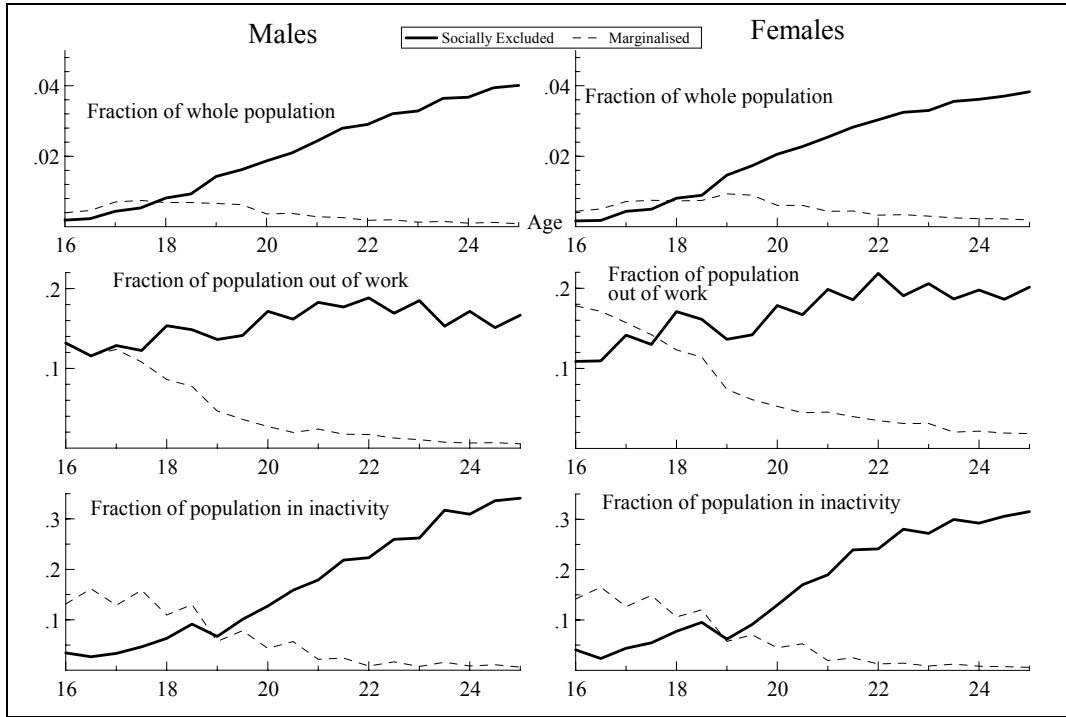 Males
Socially Excluded
Marginalised
Females
.04
.02
Fraction of whole population
16 18 20 22 24
Age
.04
.02
Fraction of whole population
16 18 20 22 24
.2
.1
Fraction of population out of work
16 18 20 22 24
.2
.1
Fraction of population
out of work
16 18 20 22 24
.3
.2
.1
Fraction of population in inactivity
16 18 20 22 24
.3
.2
.1
Fraction of population in inactivity
16 18 20 22 24